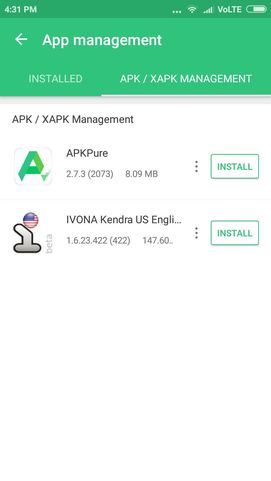 4:31 PM ... VoLTE
App management
INSTALLED APK / XAPK MANAGEMENT
APK / XAPK Management
APKPure
2.7.3 (2073) 8.09 MB
INSTALL
IVONA Kendra US Engli...
1.6.23.422 (422) 147.60..
INSTALL
1
beta